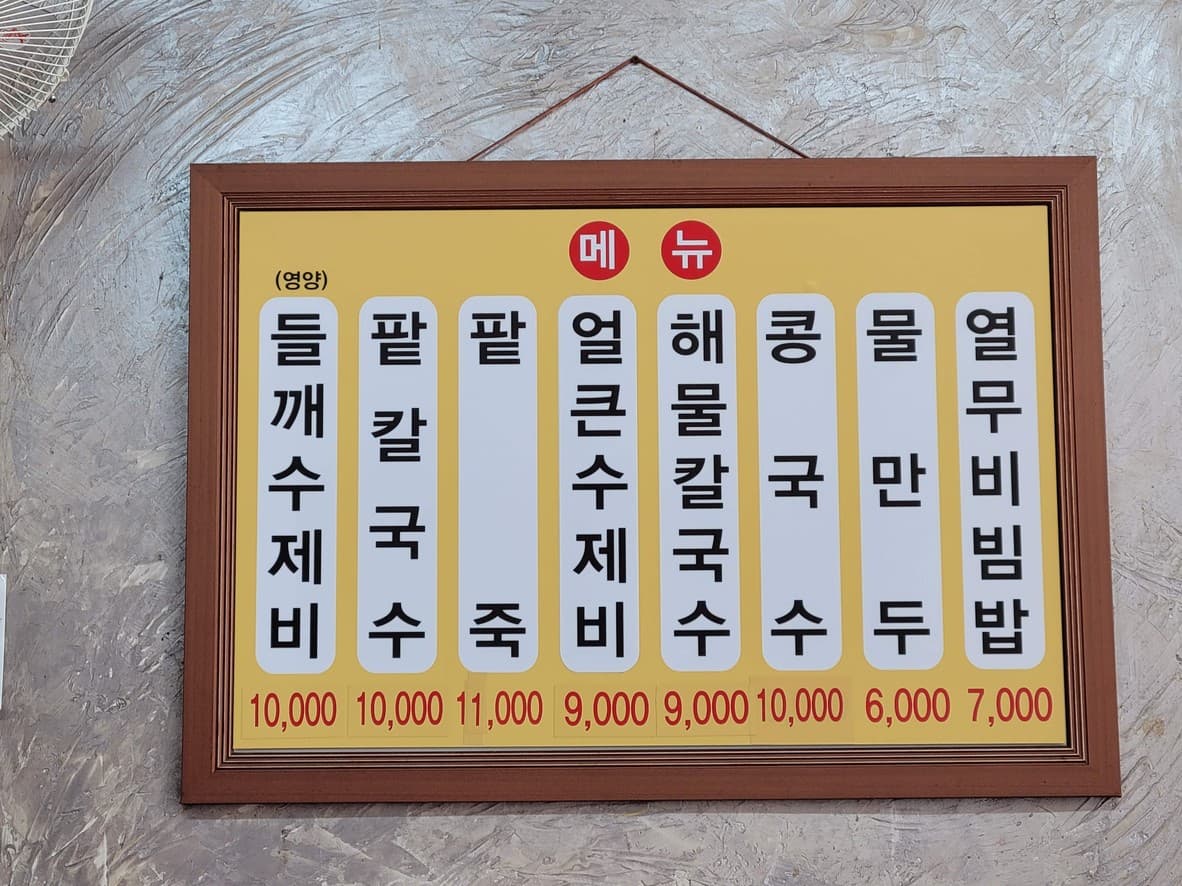 메뉴
(영양)
들깨수제비
팥칼국수
팥죽
얼큰수제비
해물칼국수
콩국수
물만두
열무비빔밥
10,000
10,000
11,000
9,000
9,000
10,000
6,000
7,000